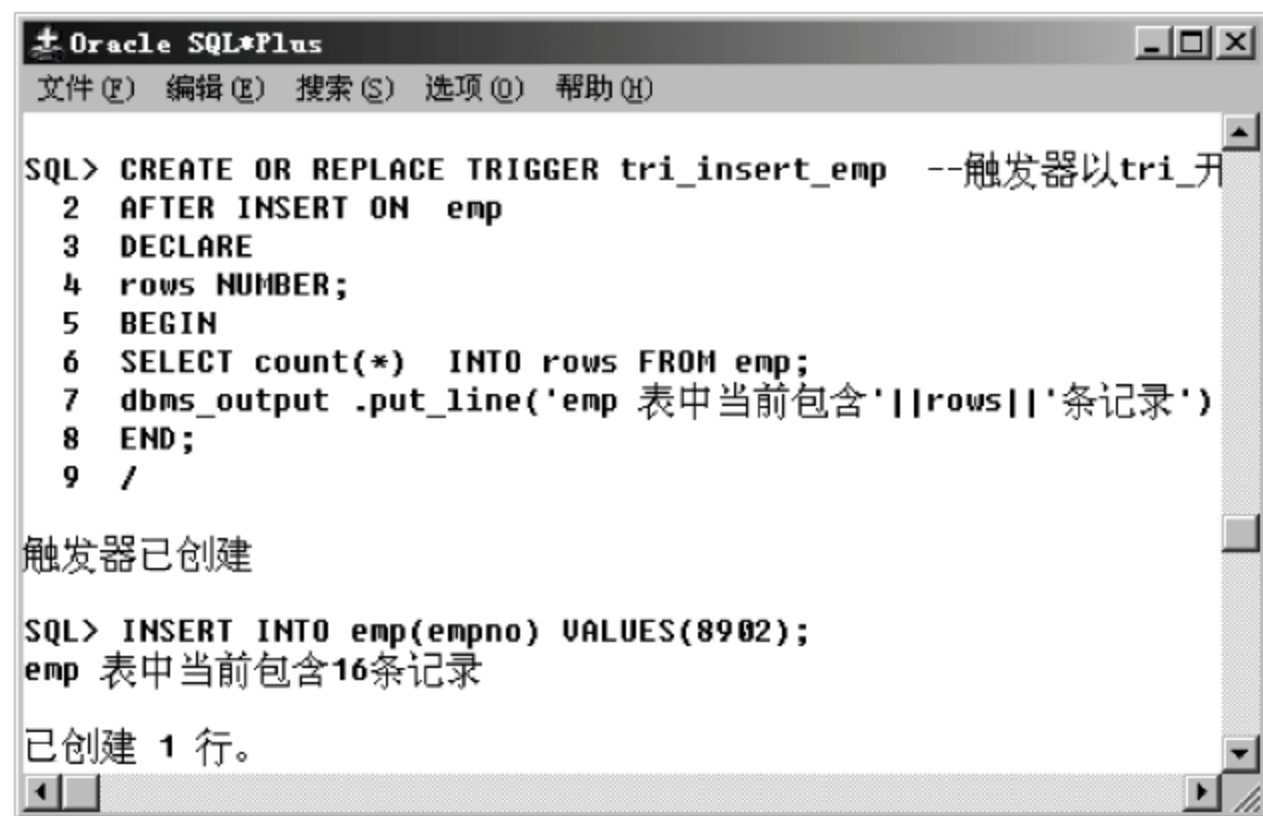 Oracle SQL*Plus
文件(F) 编辑(E) 搜索(S) 选项(O) 帮助(H)
SQL> CREATE OR REPLACE TRIGGER tri_insert_emp --触发器以tri_开
2 AFTER INSERT ON emp
3 DECLARE
4 rows NUMBER;
5 BEGIN
6 SELECT count(*) INTO rows FROM emp;
7 dbms_output .put_line('emp 表中当前包含'||rows||'条记录')
8 END;
9 /
触发器已创建
SQL> INSERT INTO emp(empno) VALUES(8902);
emp 表中当前包含16条记录
已创建 1 行。